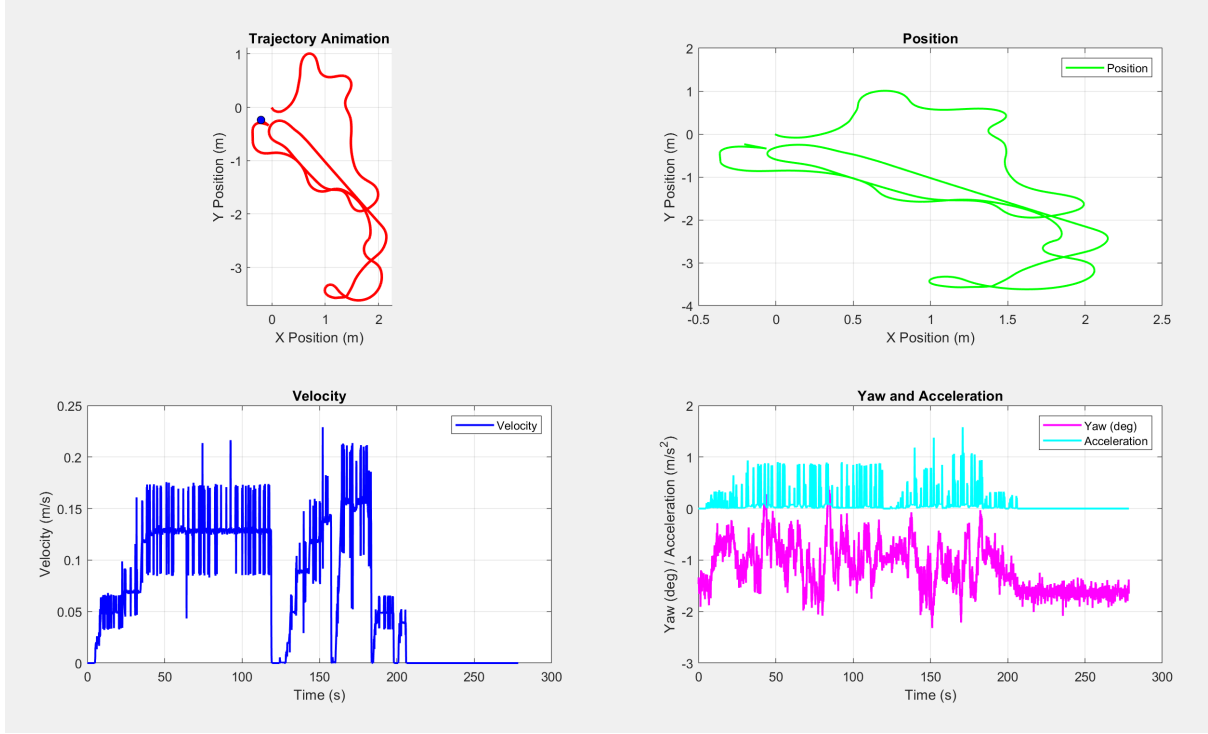 Trajectory Animation
1
0
-1
-2
-3
Y Position (m)
0 1 2
X Position (m)
Position
Position
2
1
0
-1
-2
-3
-4
Y Position (m)
-0.5 0 0.5 1 1.5 2 2.5
X Position (m)
Velocity
Velocity
0.25
0.2
0.15
0.1
0.05
0
Velocity (m/s)
0 50 100 150 200 250 300
Time (s)
Yaw and Acceleration
Yaw (deg)
Acceleration
2
1
0
-1
-2
-3
Yaw (deg) / Acceleration (m/s²)
0 50 100 150 200 250 300
Time (s)